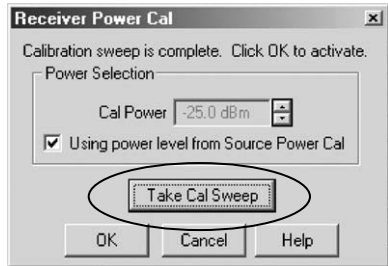 Receiver Power Cal
Calibration sweep is complete. Click OK to activate.
Power Selection
Cal Power -25.0 dBm
Using power level from Source Power Cal
Take Cal Sweep
OK Cancel Help